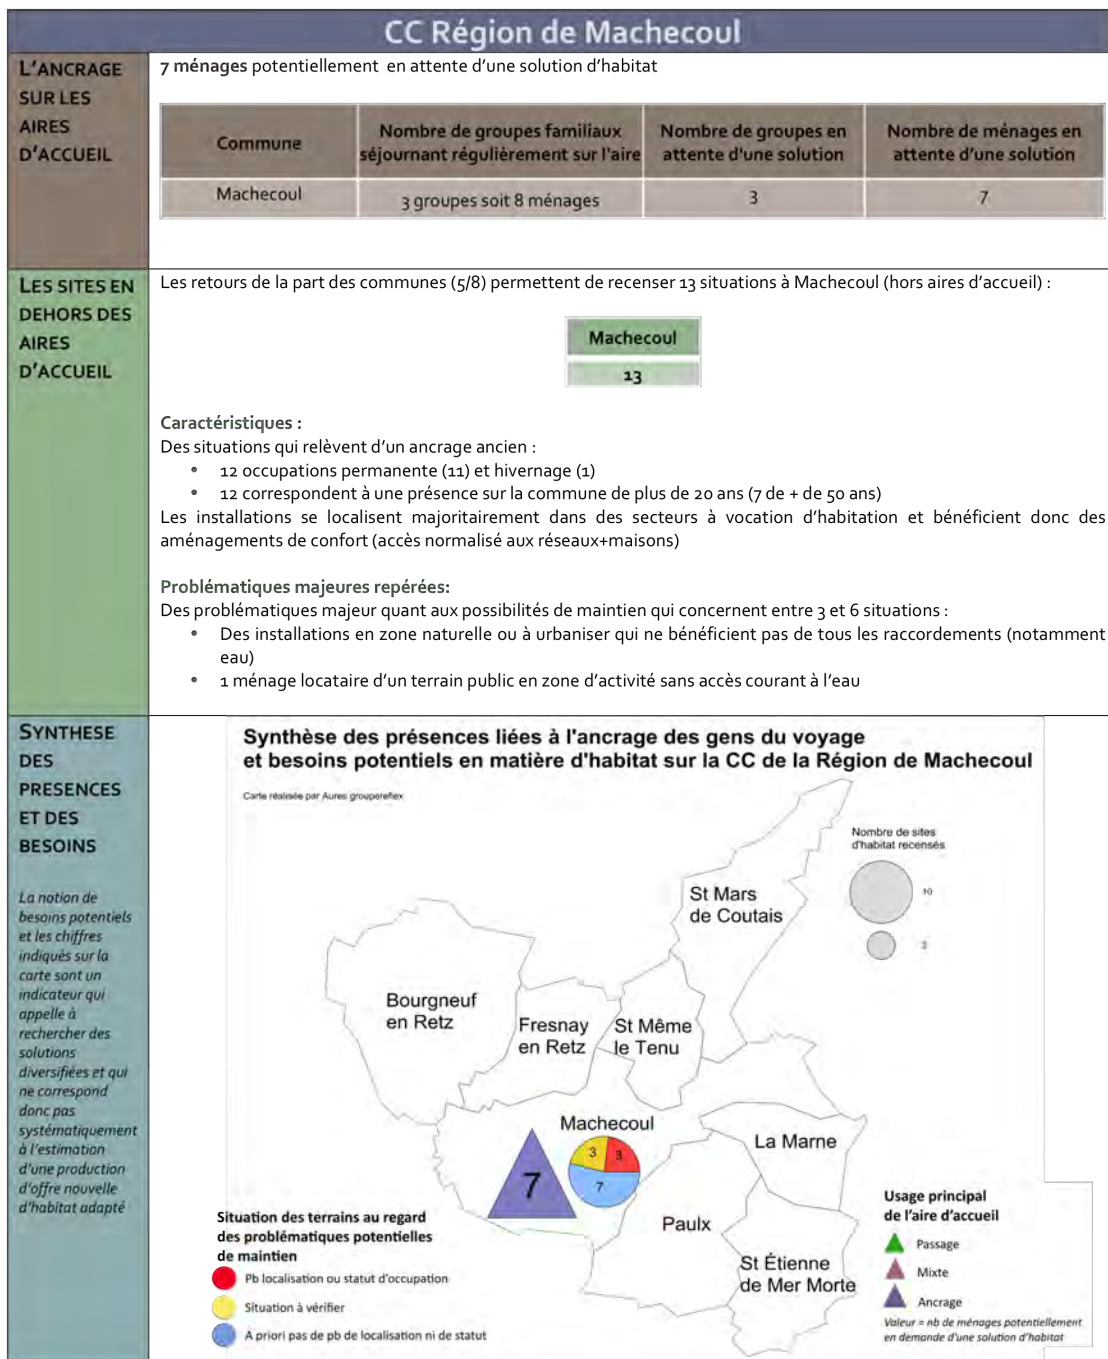 CC Région de Machecoul
L'ANCRAGE
SUR LES
AIRES
D'ACCUEIL
7 ménages potentiellement en attente d'une solution d'habitat
Commune
Nombre de groupes familiaux
séjournant régulièrement sur l'aire
Nombre de groupes en
attente d'une solution
Nombre de ménages en
attente d'une solution
Machecoul
3 groupes soit 8 ménages
3
7
LES SITES EN
DEHORS DES
AIRES
D'ACCUEIL
Les retours de la part des communes (5/8) permettent de recenser 13 situations à Machecoul (hors aires d'accueil) :
Machecoul
13
Caractéristiques :
Des situations qui relèvent d'un ancrage ancien :
• 12 occupations permanente (11) et hivernage (1)
• 12 correspondent à une présence sur la commune de plus de 20 ans (7 de + de 50 ans)
Les installations se localisent majoritairement dans des secteurs à vocation d'habitation et bénéficient donc des
aménagements de confort (accès normalisé aux réseaux+maisons)
Problématiques majeures repérées:
Des problématiques majeur quant aux possibilités de maintien qui concernent entre 3 et 6 situations :
• Des installations en zone naturelle ou à urbaniser qui ne bénéficient pas de tous les raccordements (notamment
eau)
• 1 ménage locataire d'un terrain public en zone d'activité sans accès courant à l'eau
SYNTHESE
DES
PRESENCES
ET DES
BESOINS
La notion de
besoins potentiels
et les chiffres
indiqués sur la
carte sont un
indicateur qui
appelle à
rechercher des
solutions
diversifiées et qui
ne correspond
donc pas
systématiquement
à l'estimation
d'une production
d'offre nouvelle
d'habitat adapté
Synthèse des présences liées à l'ancrage des gens du voyage
et besoins potentiels en matière d'habitat sur la CC de la Région de Machecoul
Carte réalisée par Aures groupereflex
Nombre de sites
d'habitat recensés
10
St Mars
de Coutais
Bourgneuf
en Retz
Fresnay
en Retz
St Même
le Tenu
Machecoul
7
3
3
7
La Marne
Paulx
St Étienne
de Mer Morte
Situation des terrains au regard
des problématiques potentielles
de maintien
Pb localisation ou statut d'occupation
Situation à vérifier
A priori pas de pb de localisation ni de statut
Usage principal
de l'aire d'accueil
Passage
Mixte
Ancrage
Valeur = nb de ménages potentiellement
en demande d'une solution d'habitat